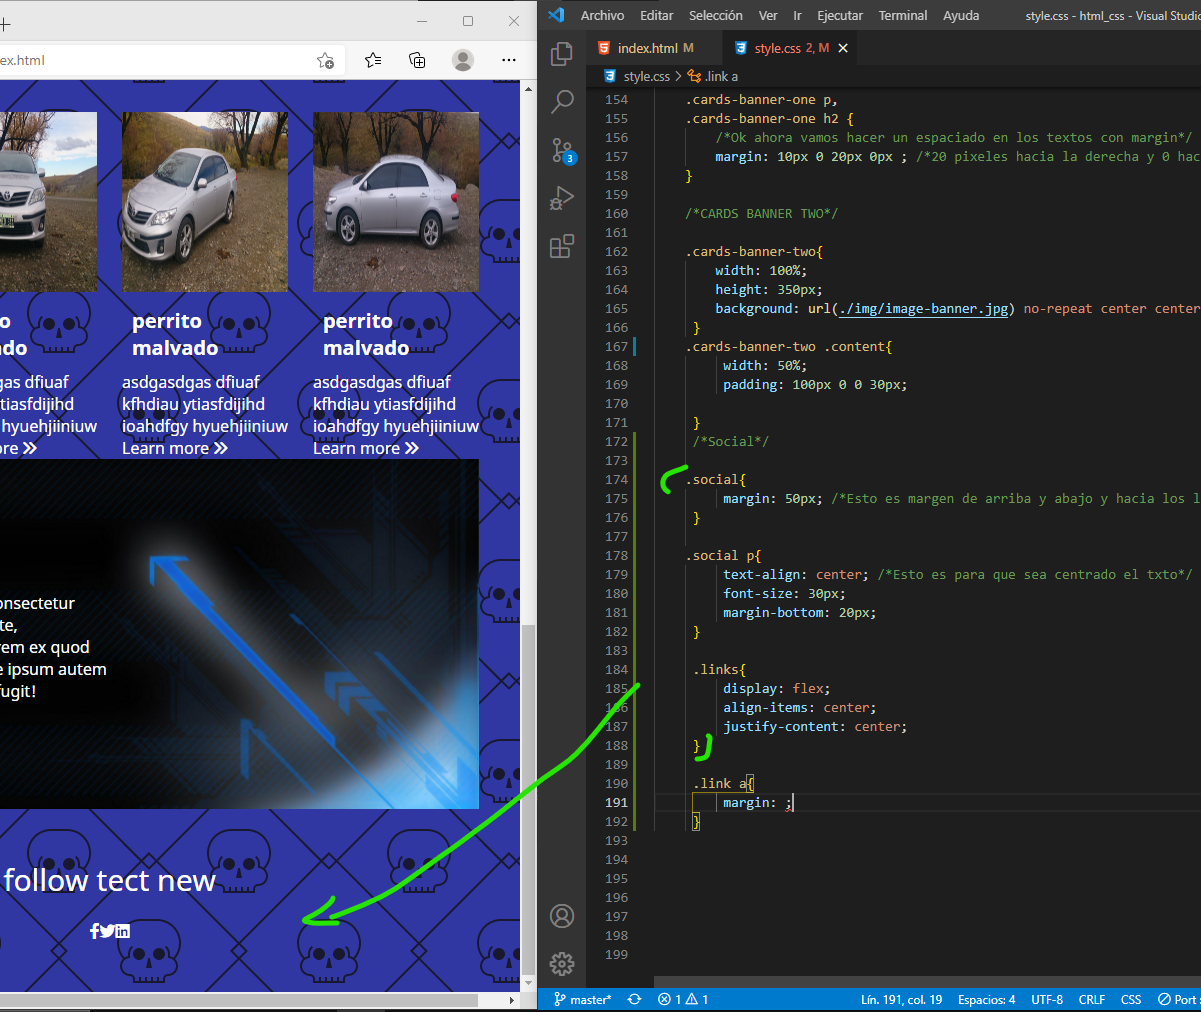 ex.html
o
ado
gas dfiuaf
tiasfdijihd
hyuehjiiniuw
ore
perrito
malvado
asdgasdgas dfiuaf
kfhdiau ytiasfdijihd
ioahdfgy hyuehjiiniuw
Learn more
perrito
malvado
asdgasdgas dfiuaf
kfhdiau ytiasfdijihd
ioahdfgy hyuehjiiniuw
Learn more
onsectetur
te,
rem ex quod
e ipsum autem
fugit!
follow tect new
Archivo Editar Selección Ver Ir Ejecutar Terminal Ayuda style.css - html_css - Visual Studio
index.html M style.css 2, M
style.css > .link a
3
154 .cards-banner-one p,
155 .cards-banner-one h2 {
156 /*Ok ahora vamos hacer un espaciado en los textos con margin*/
157 margin: 10px 0 20px 0px ; /*20 pixeles hacia la derecha y 0 hac
158 }
159
160 /*CARDS BANNER TWO*/
161
162 .cards-banner-two{
163 width: 100%;
164 height: 350px;
165 background: url(./img/image-banner.jpg) no-repeat center center
166 }
167 .cards-banner-two .content{
168 width: 50%;
169 padding: 100px 0 0 30px;
170
171 }
172 /*Social*/
173
174 .social{
175 margin: 50px; /*Esto es margen de arriba y abajo y hacia los l
176 }
177
178 .social p{
179 text-align: center; /*Esto es para que sea centrado el txto*/
180 font-size: 30px;
181 margin-bottom: 20px;
182 }
183
184 .links{
185 display: flex;
186 align-items: center;
187 justify-content: center;
188 }
189
190 .link a{
191 margin: ;
192 }
193
194
195
196
197
198
199
master* 1 1 Lín. 191, col. 19 Espacios: 4 UTF-8 CRLF CSS Port :